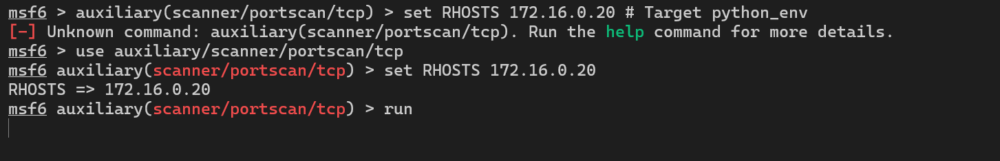 msf6 > auxiliary(scanner/portscan/tcp) > set RHOSTS 172.16.0.20 # Target python_env
[-] Unknown command: auxiliary(scanner/portscan/tcp). Run the help command for more details.
msf6 > use auxiliary/scanner/portscan/tcp
msf6 auxiliary(scanner/portscan/tcp) > set RHOSTS 172.16.0.20
RHOSTS => 172.16.0.20
msf6 auxiliary(scanner/portscan/tcp) > run